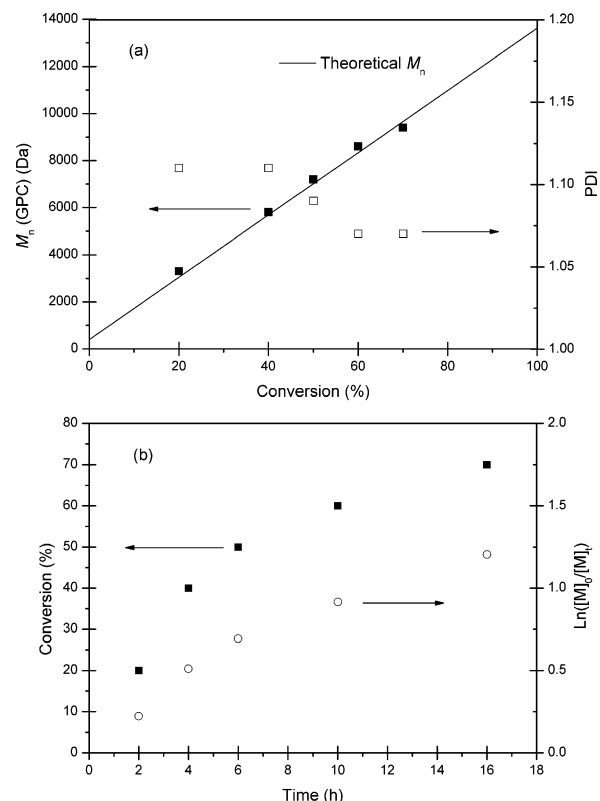 14000
12000
10000
8000
6000
4000
2000
0
Mn (GPC) (Da)
(a)
Theoretical Mn
1.20
1.15
1.10
1.05
1.00
PDI
0 20 40 60 80 100
Conversion (%)
80
70
60
50
40
30
20
10
0
Conversion (%)
(b)
2.0
1.5
1.0
0.5
0.0
Ln([M]0/[M]t)
0 2 4 6 8 10 12 14 16 18
Time (h)